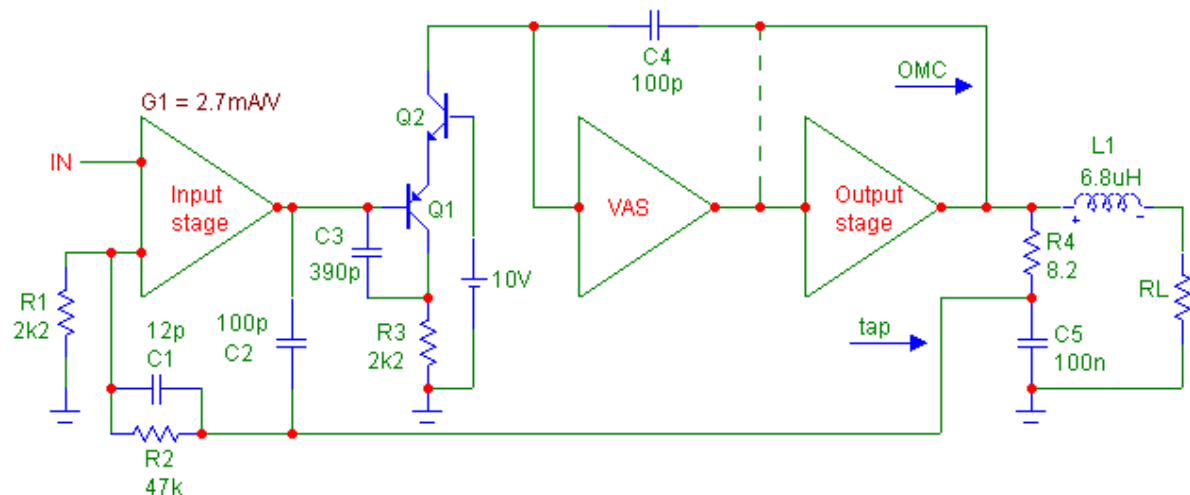 G1 = 2.7mA/V
IN
Input
stage
R1
2k2
12p
C1
R2
47k
100p
C2
C3
390p
Q2
Q1
10V
R3
2k2
C4
100p
VAS
OMC
Output
stage
L1
6.8uH
+
-
R4
8.2
RL
tap
C5
100n